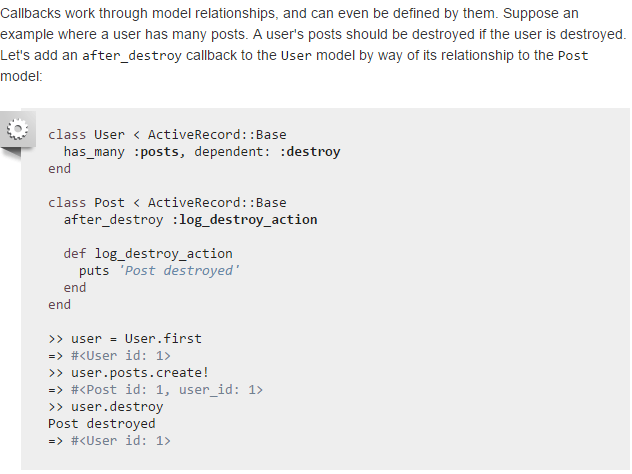 Callbacks work through model relationships, and can even be defined by them. Suppose an
example where a user has many posts. A user's posts should be destroyed if the user is destroyed.
Let's add an after_destroy callback to the User model by way of its relationship to the Post
model:
class User < ActiveRecord::Base
  has_many :posts, dependent: :destroy
end

class Post < ActiveRecord::Base
  after_destroy :log_destroy_action

  def log_destroy_action
    puts 'Post destroyed'
  end
end

>> user = User.first
=> #<User id: 1>
>> user.posts.create!
=> #<Post id: 1, user_id: 1>
>> user.destroy
Post destroyed
=> #<User id: 1>